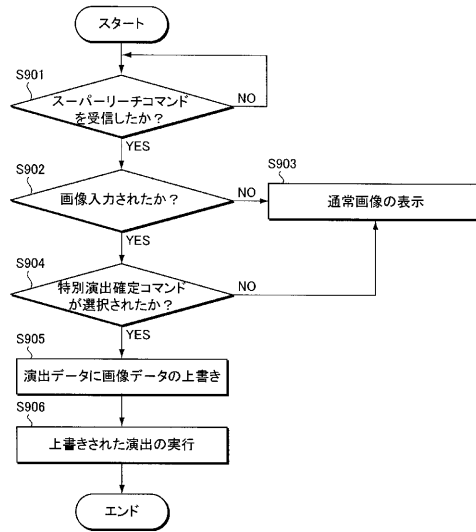 スタート
S901
スーパーリーチコマンド
を受信したか？
NO
YES
S902
画像入力されたか？
NO
S903
通常画像の表示
YES
S904
特別演出確定コマンド
が選択されたか？
NO
YES
S905
演出データに画像データの上書き
S906
上書きされた演出の実行
エンド